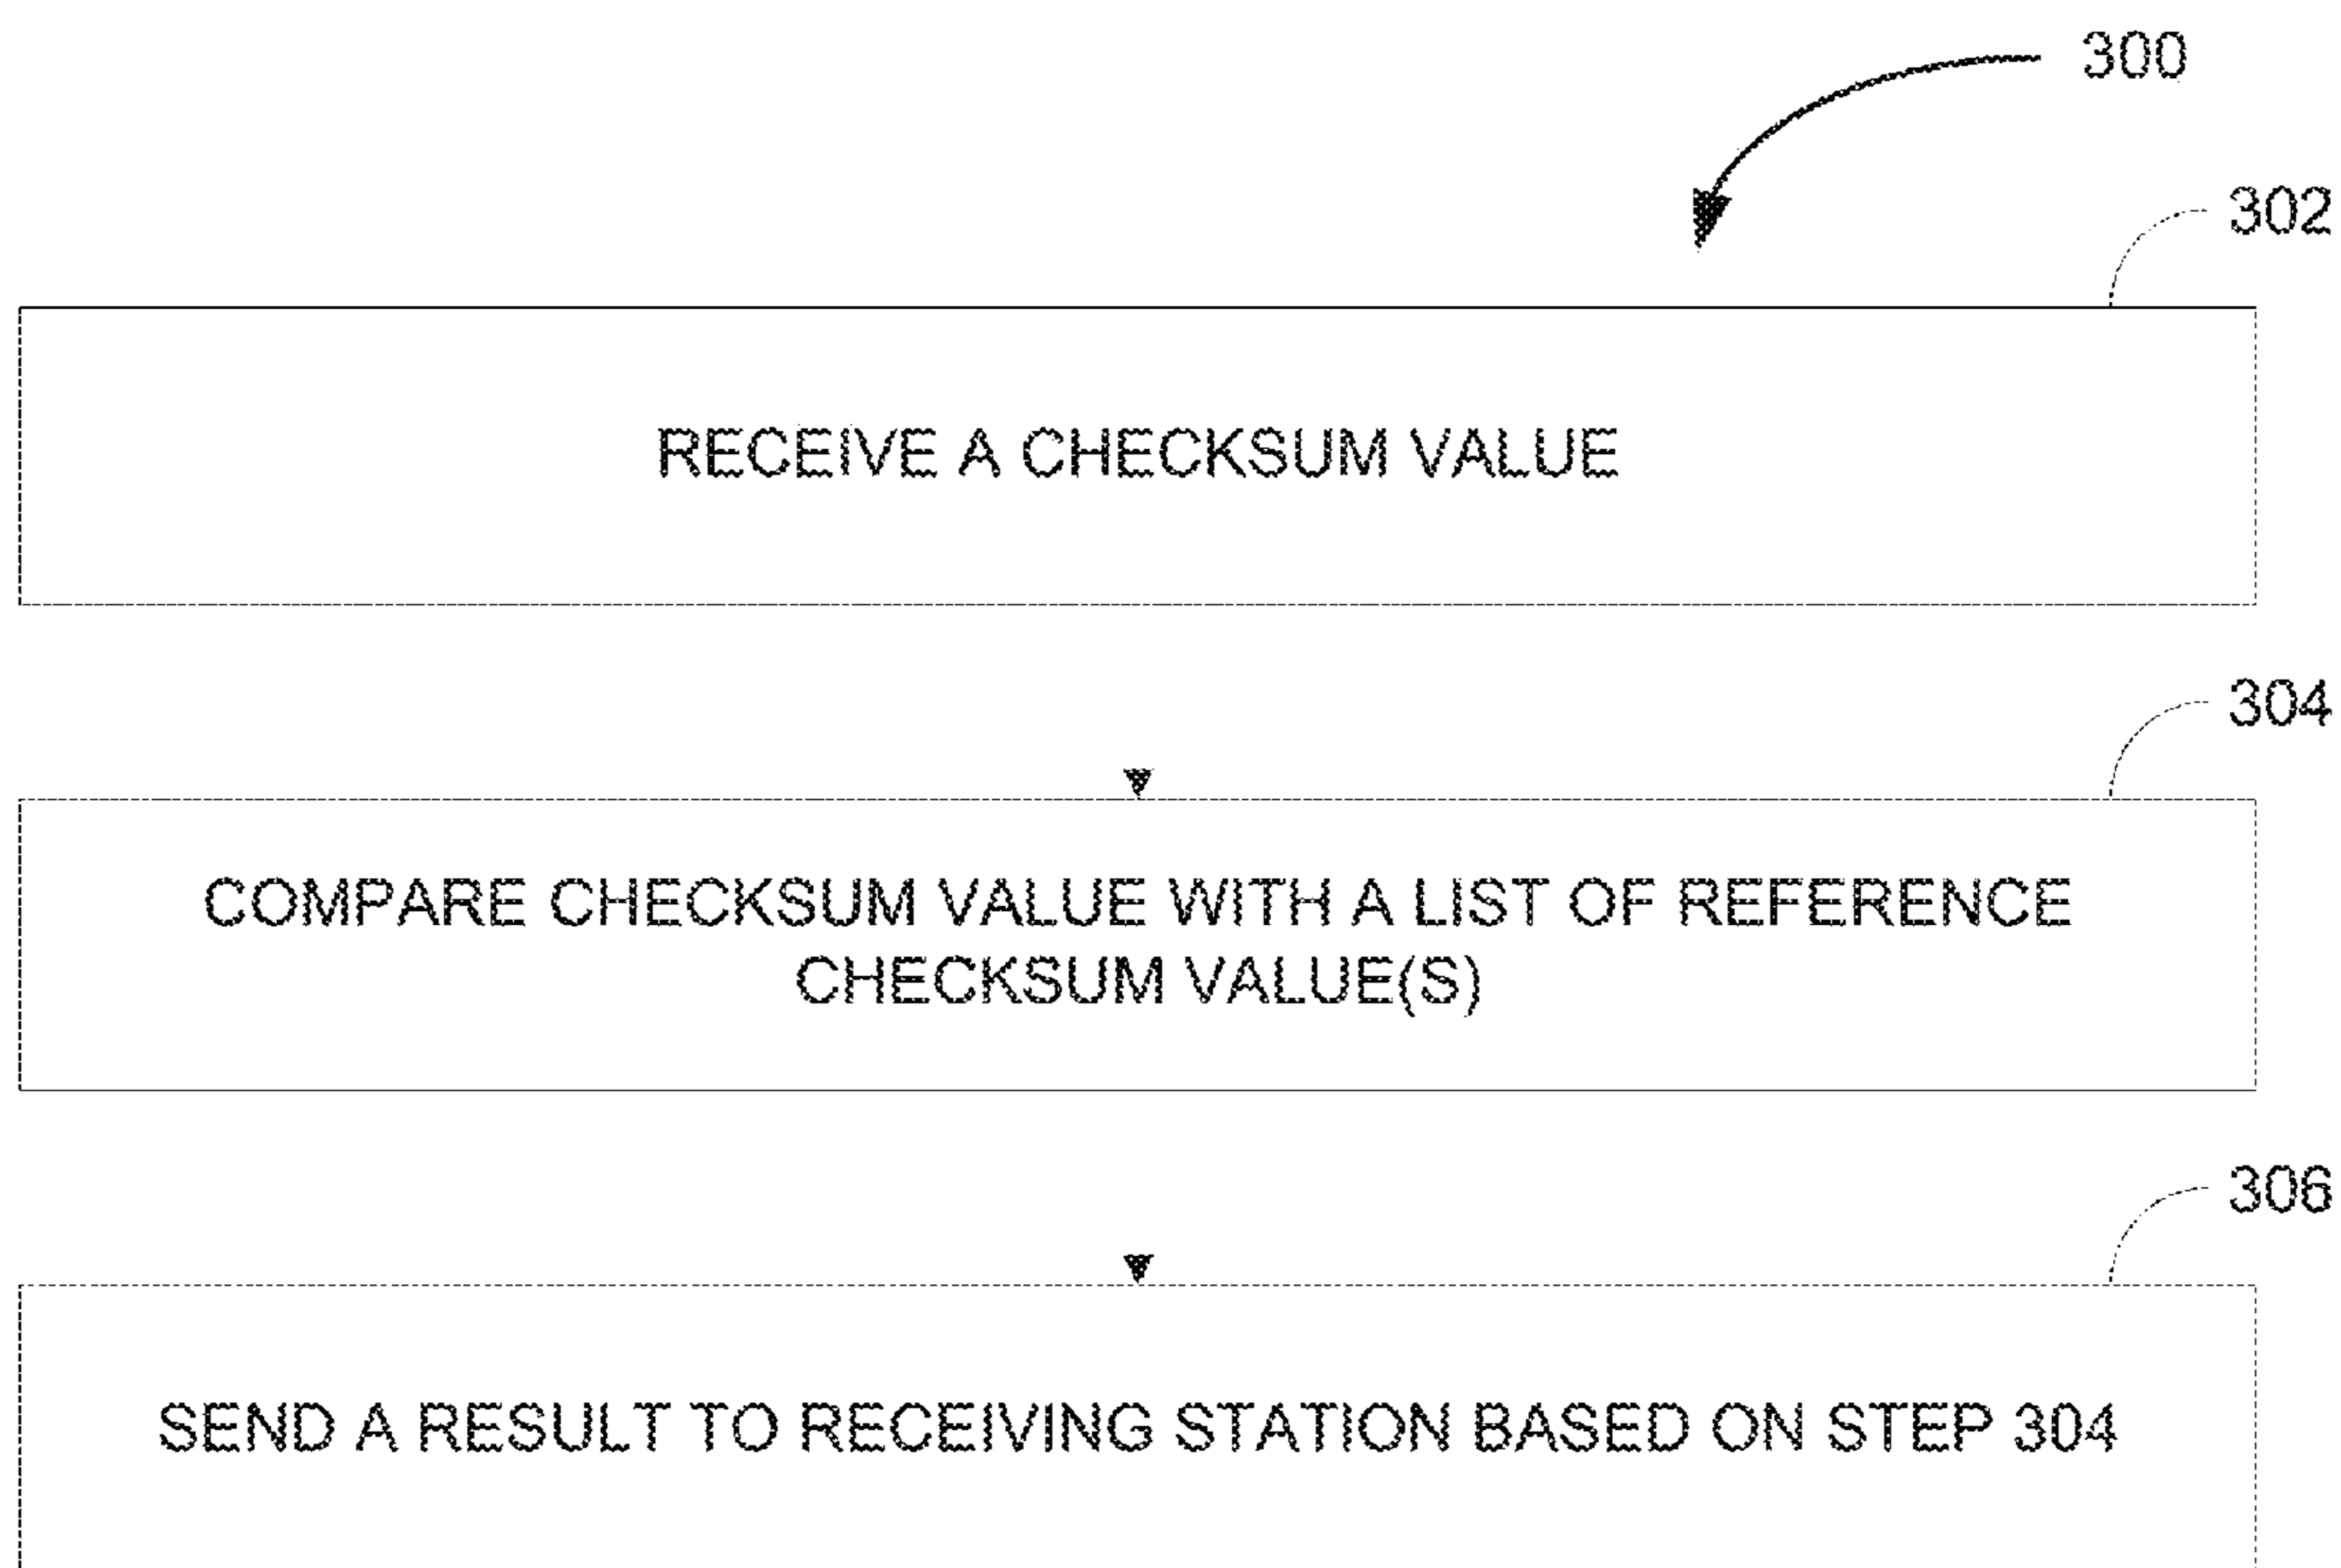 300
302
RECEIVE A CHECKSUM VALUE
304
COMPARE CHECKSUM VALUE WITH A LIST OF REFERENCE
CHECKSUM VALUE(S)
306
SEND A RESULT TO RECEIVING STATION BASED ON STEP 304